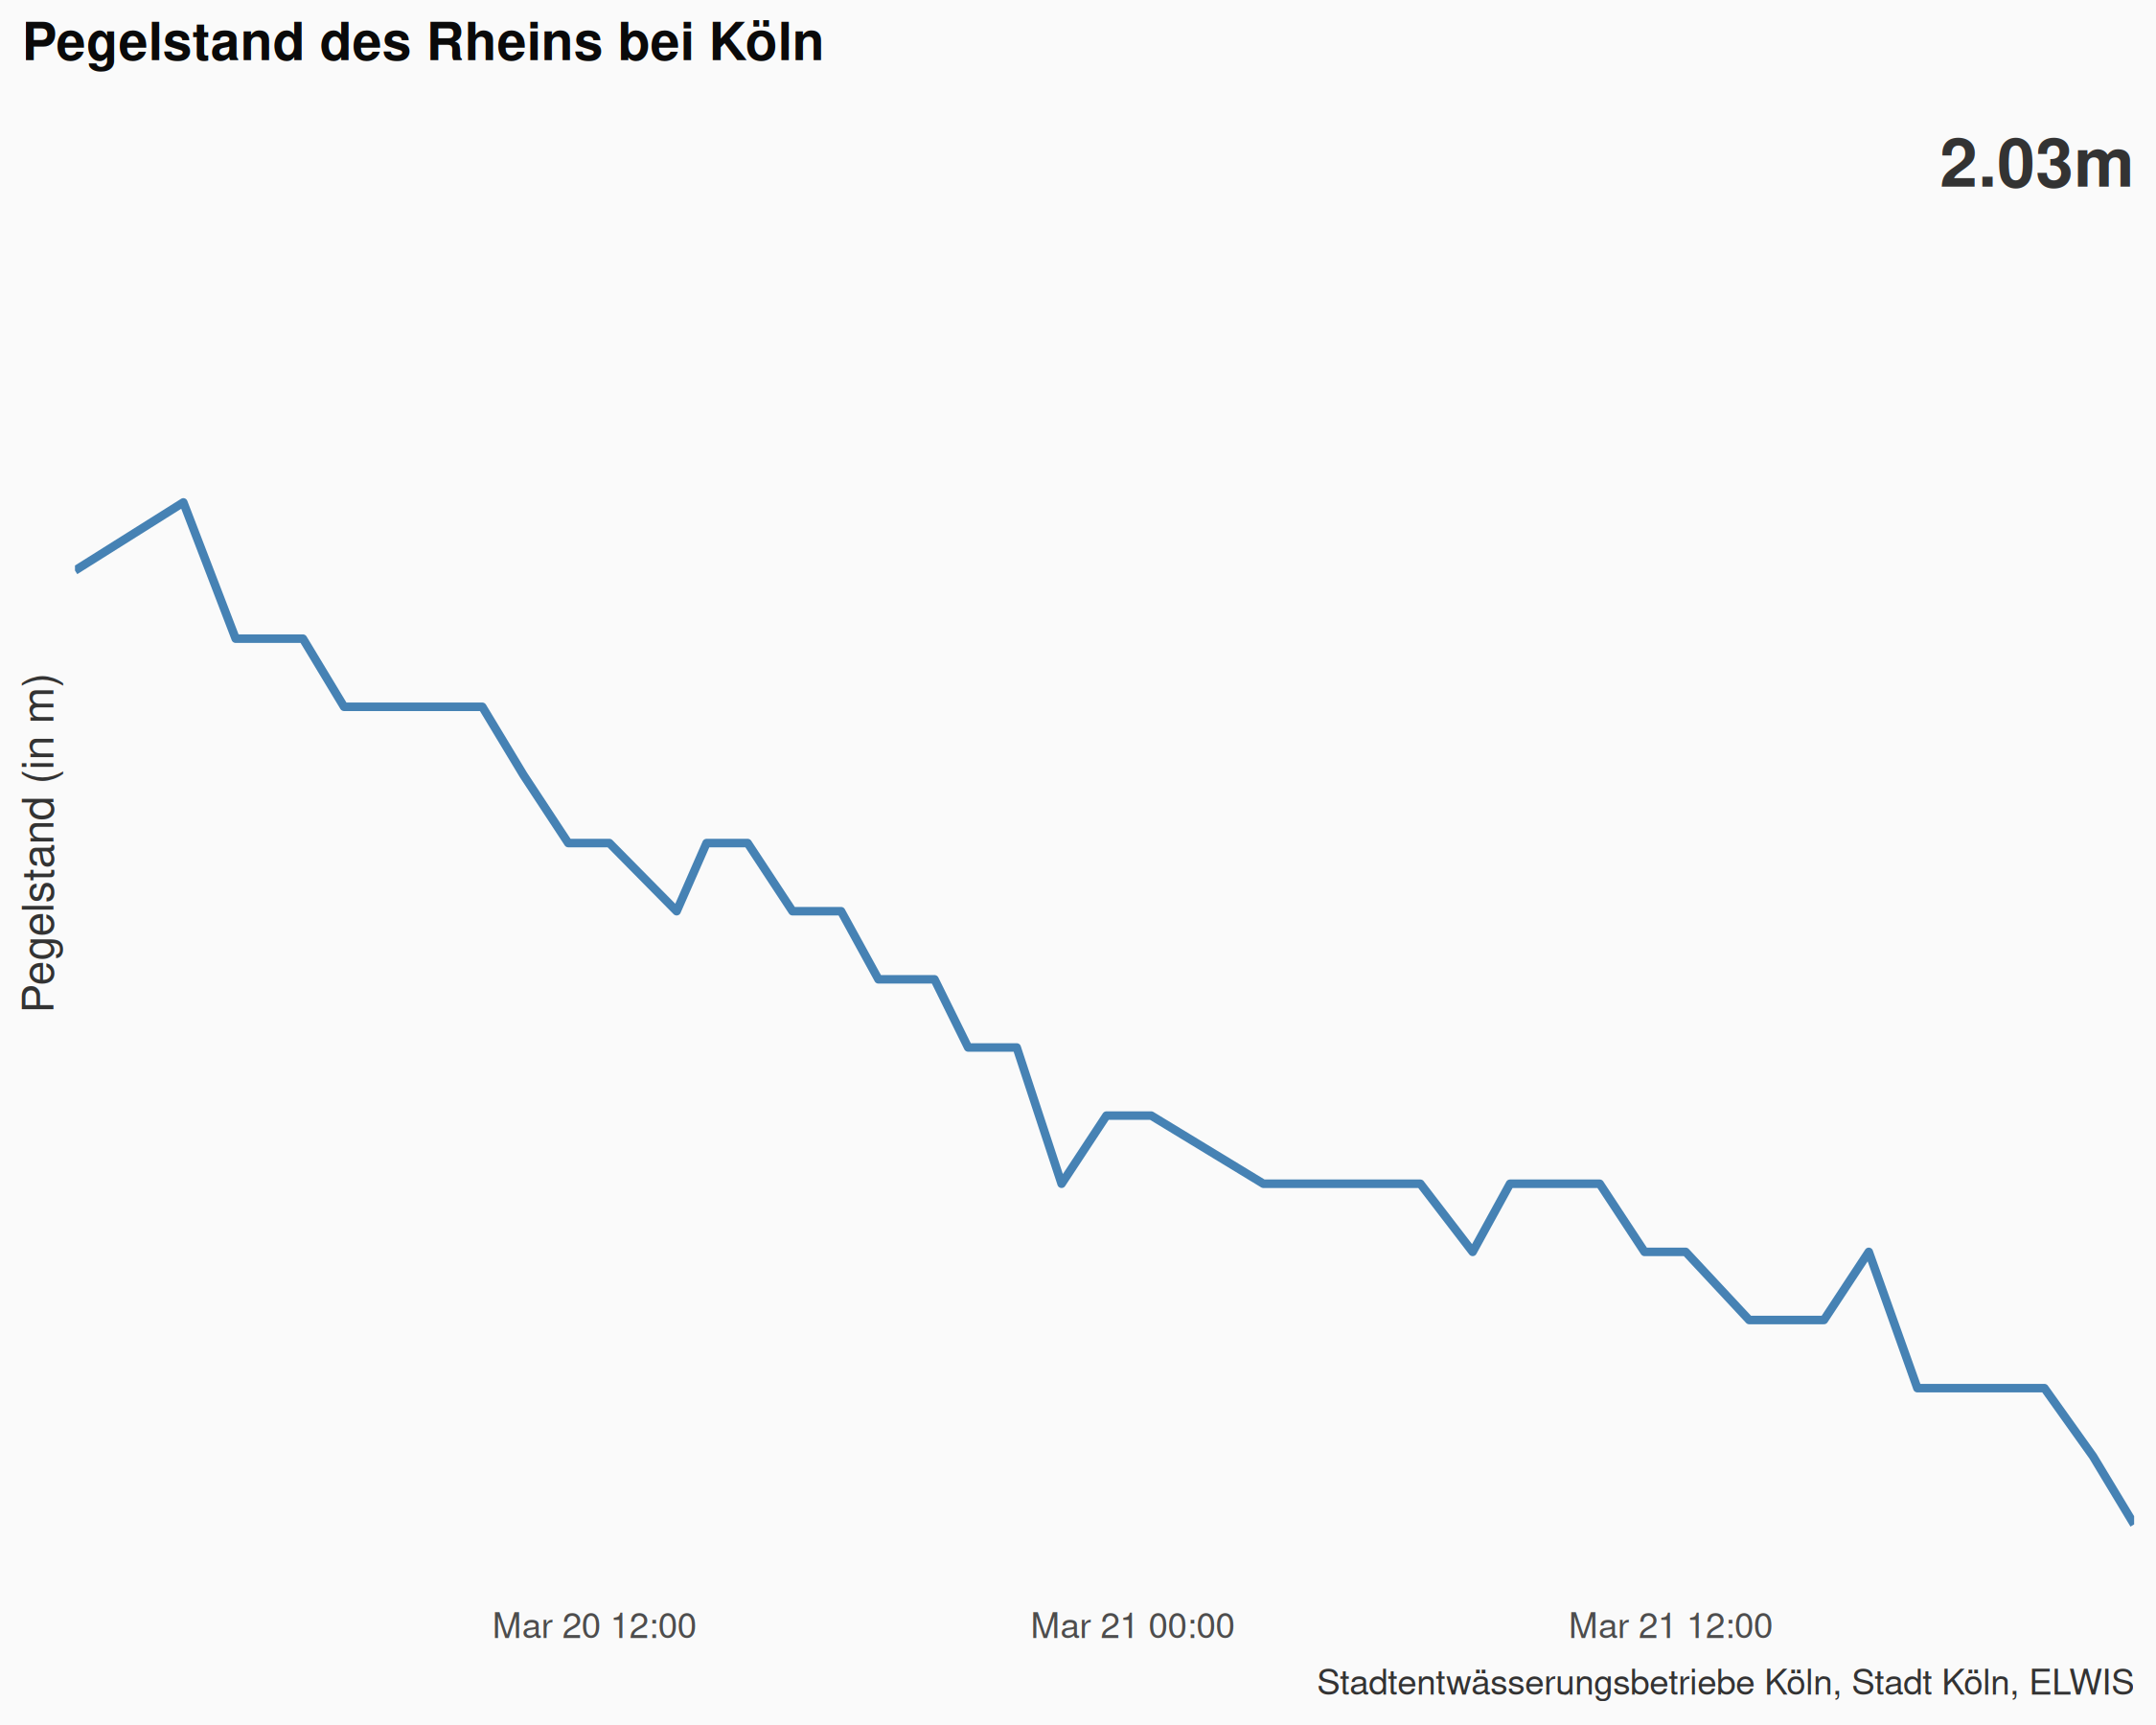 Pegelstand des Rheins bei Köln
2.03m
Pegelstand (in m)
Mar 20 12:00
Mar 21 00:00
Mar 21 12:00
Stadtentwässerungsbetriebe Köln, Stadt Köln, ELWIS